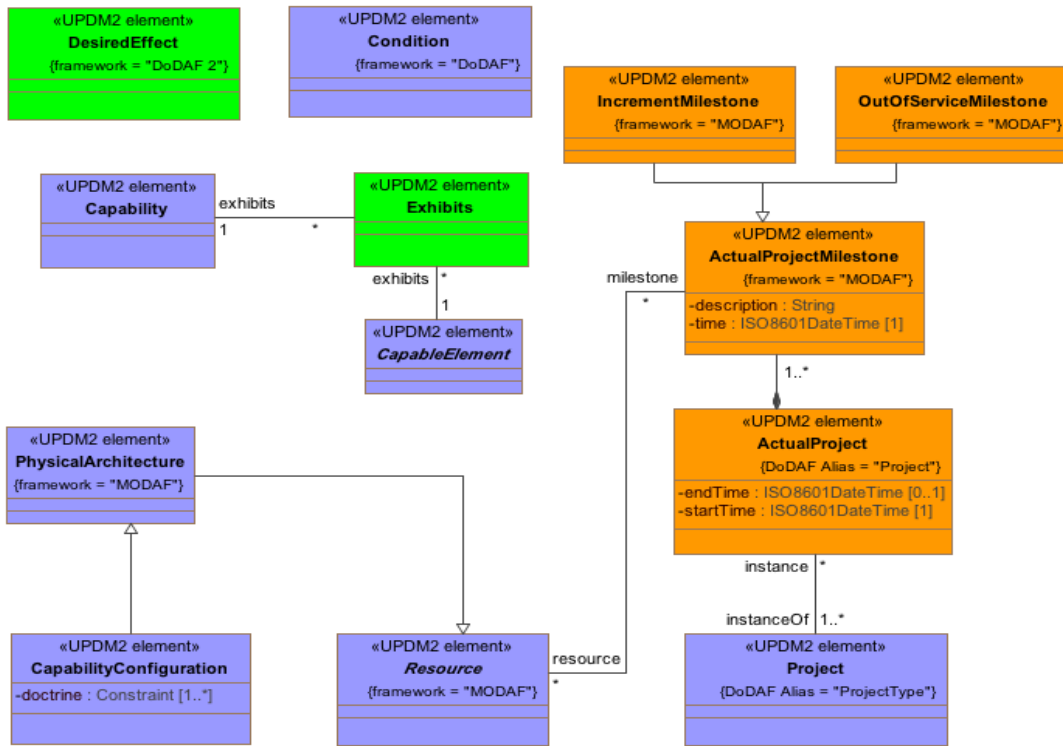 «UPDM2 element»
DesiredEffect
{framework = "DoDAF 2"}
«UPDM2 element»
Condition
{framework = "DoDAF"}
«UPDM2 element»
IncrementMilestone
{framework = "MODAF"}
«UPDM2 element»
OutOfServiceMilestone
{framework = "MODAF"}
«UPDM2 element»
Capability
exhibits
1
*
«UPDM2 element»
Exhibits
exhibits
*
1
«UPDM2 element»
CapableElement
«UPDM2 element»
ActualProjectMilestone
{framework = "MODAF"}
-description : String
-time : ISO8601DateTime [1]
milestone
*
1..*
«UPDM2 element»
ActualProject
{DoDAF Alias = "Project"}
-endTime : ISO8601DateTime [0..1]
-startTime : ISO8601DateTime [1]
instance
*
instanceOf
1..*
«UPDM2 element»
PhysicalArchitecture
{framework = "MODAF"}
«UPDM2 element»
CapabilityConfiguration
-doctrine : Constraint [1..*]
«UPDM2 element»
Resource
{framework = "MODAF"}
resource
*
«UPDM2 element»
Project
{DoDAF Alias = "ProjectType"}